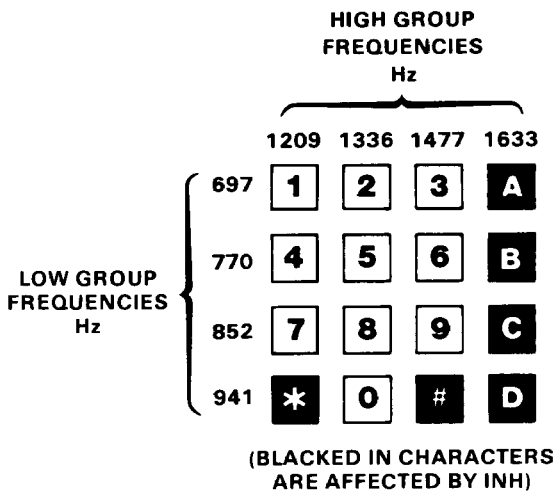 HIGH GROUP
FREQUENCIES
Hz
1209 1336 1477 1633
697 1 2 3 A
770 4 5 6 B
LOW GROUP
FREQUENCIES
Hz
852 7 8 9 C
941 * 0 # D
(BLACKED IN CHARACTERS
ARE AFFECTED BY INH)